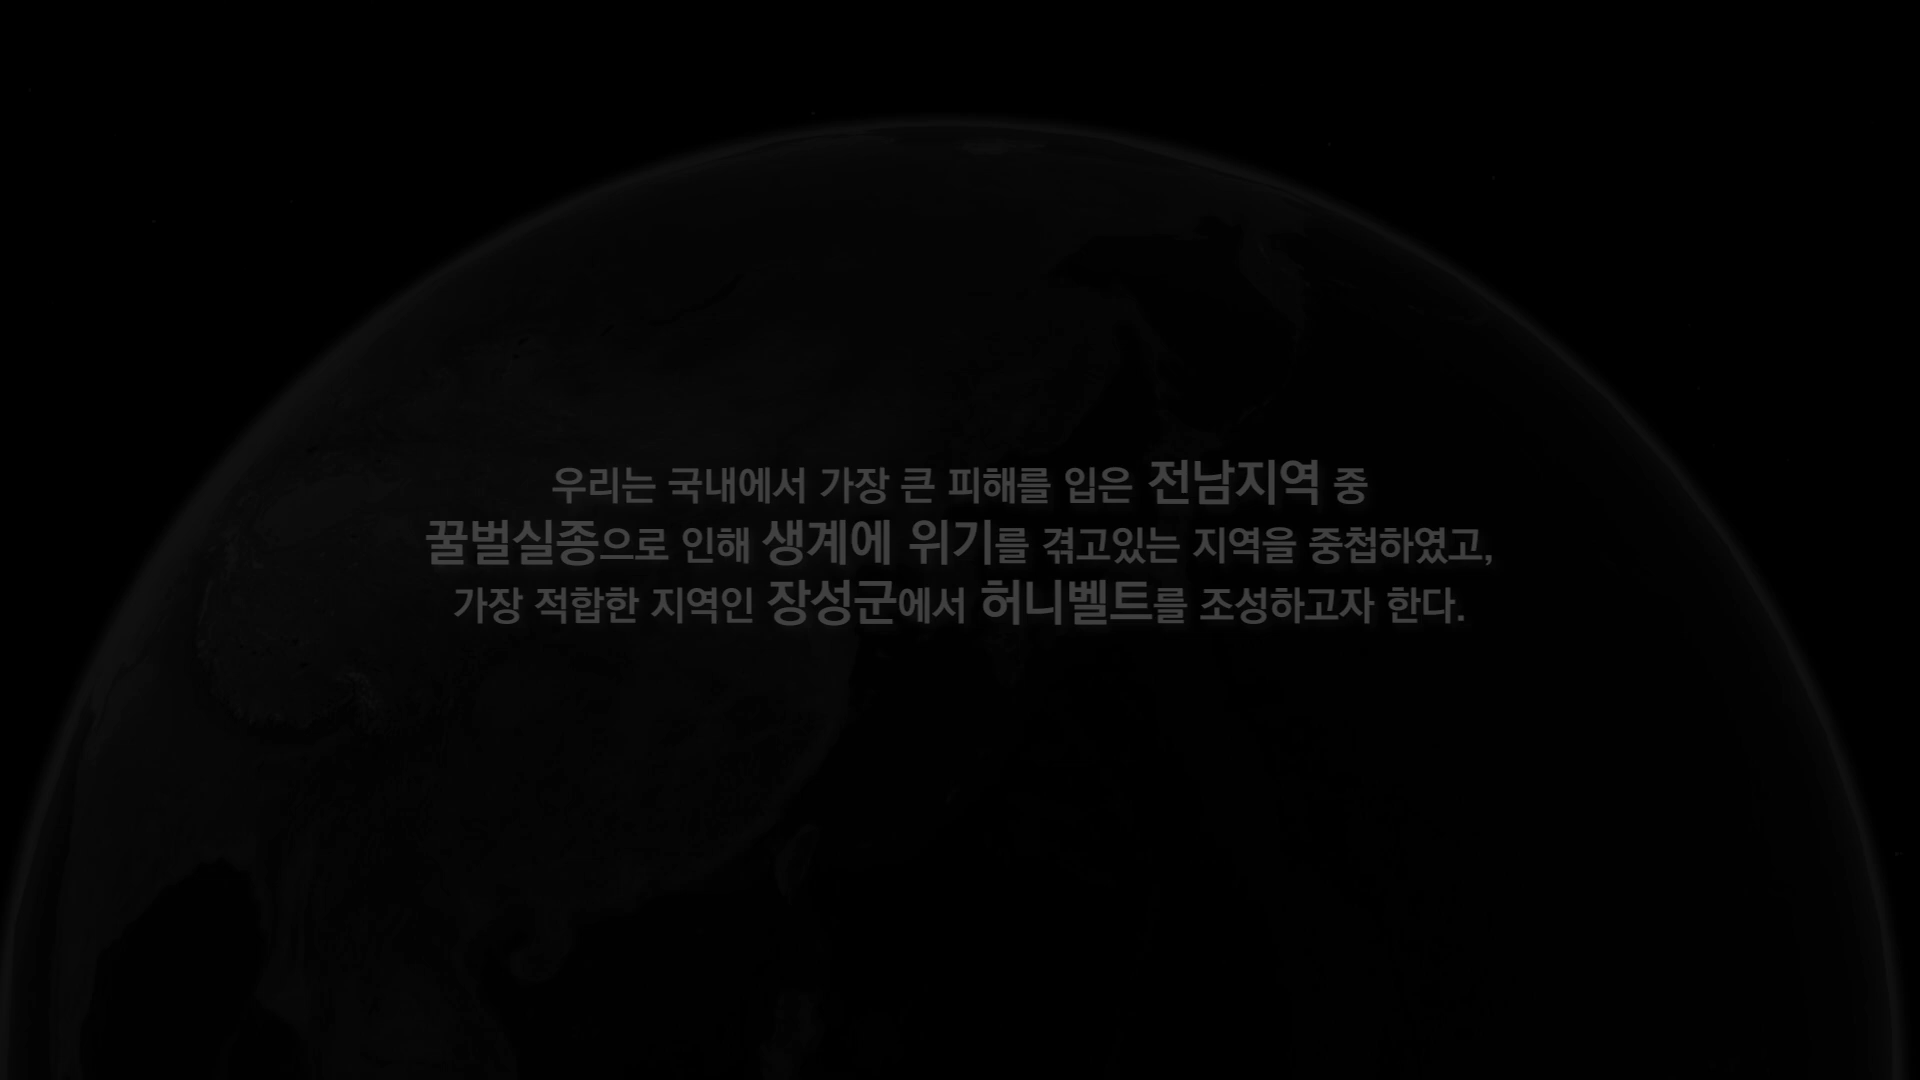 우리는 국내에서 가장 큰 피해를 입은 전남지역 중
꿀벌실종으로 인해 생계에 위기를 겪고있는 지역을 중첩하였고,
가장 적합한 지역인 장성군에서 허니벨트를 조성하고자 한다.